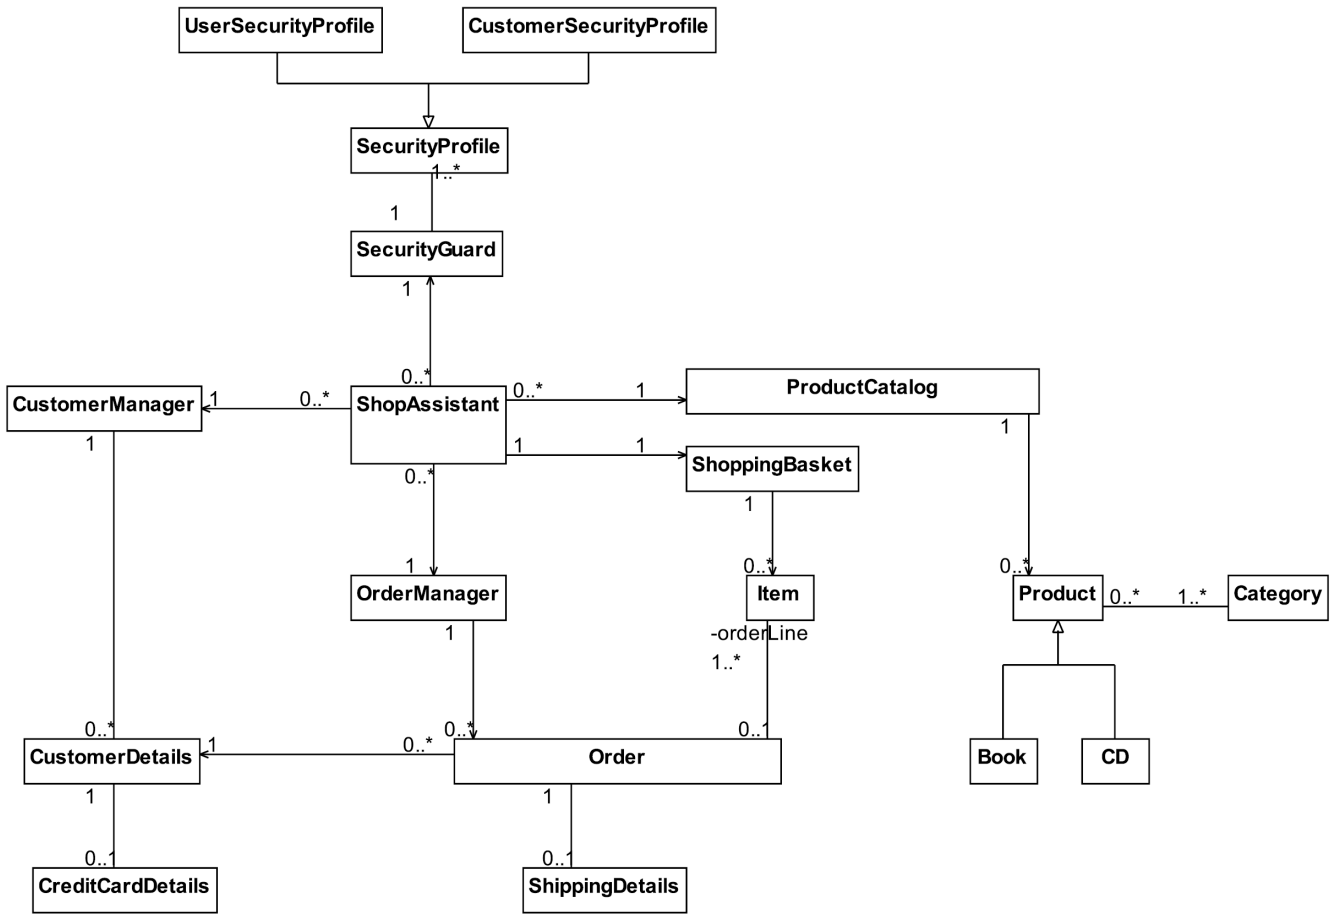 UserSecurityProfile
CustomerSecurityProfile
SecurityProfile
1..*
1
SecurityGuard
1
0..*
CustomerManager
1
0..*
ShopAssistant
0..*
1
ProductCatalog
1
1
1
1
ShoppingBasket
0..*
1
1
0..*
0..*
OrderManager
Item
Product
0..*
1..*
Category
1
-orderLine
1..*
0..*
0..*
0..1
CustomerDetails
1
0..*
Order
Book
CD
1
1
0..1
0..1
CreditCardDetails
ShippingDetails